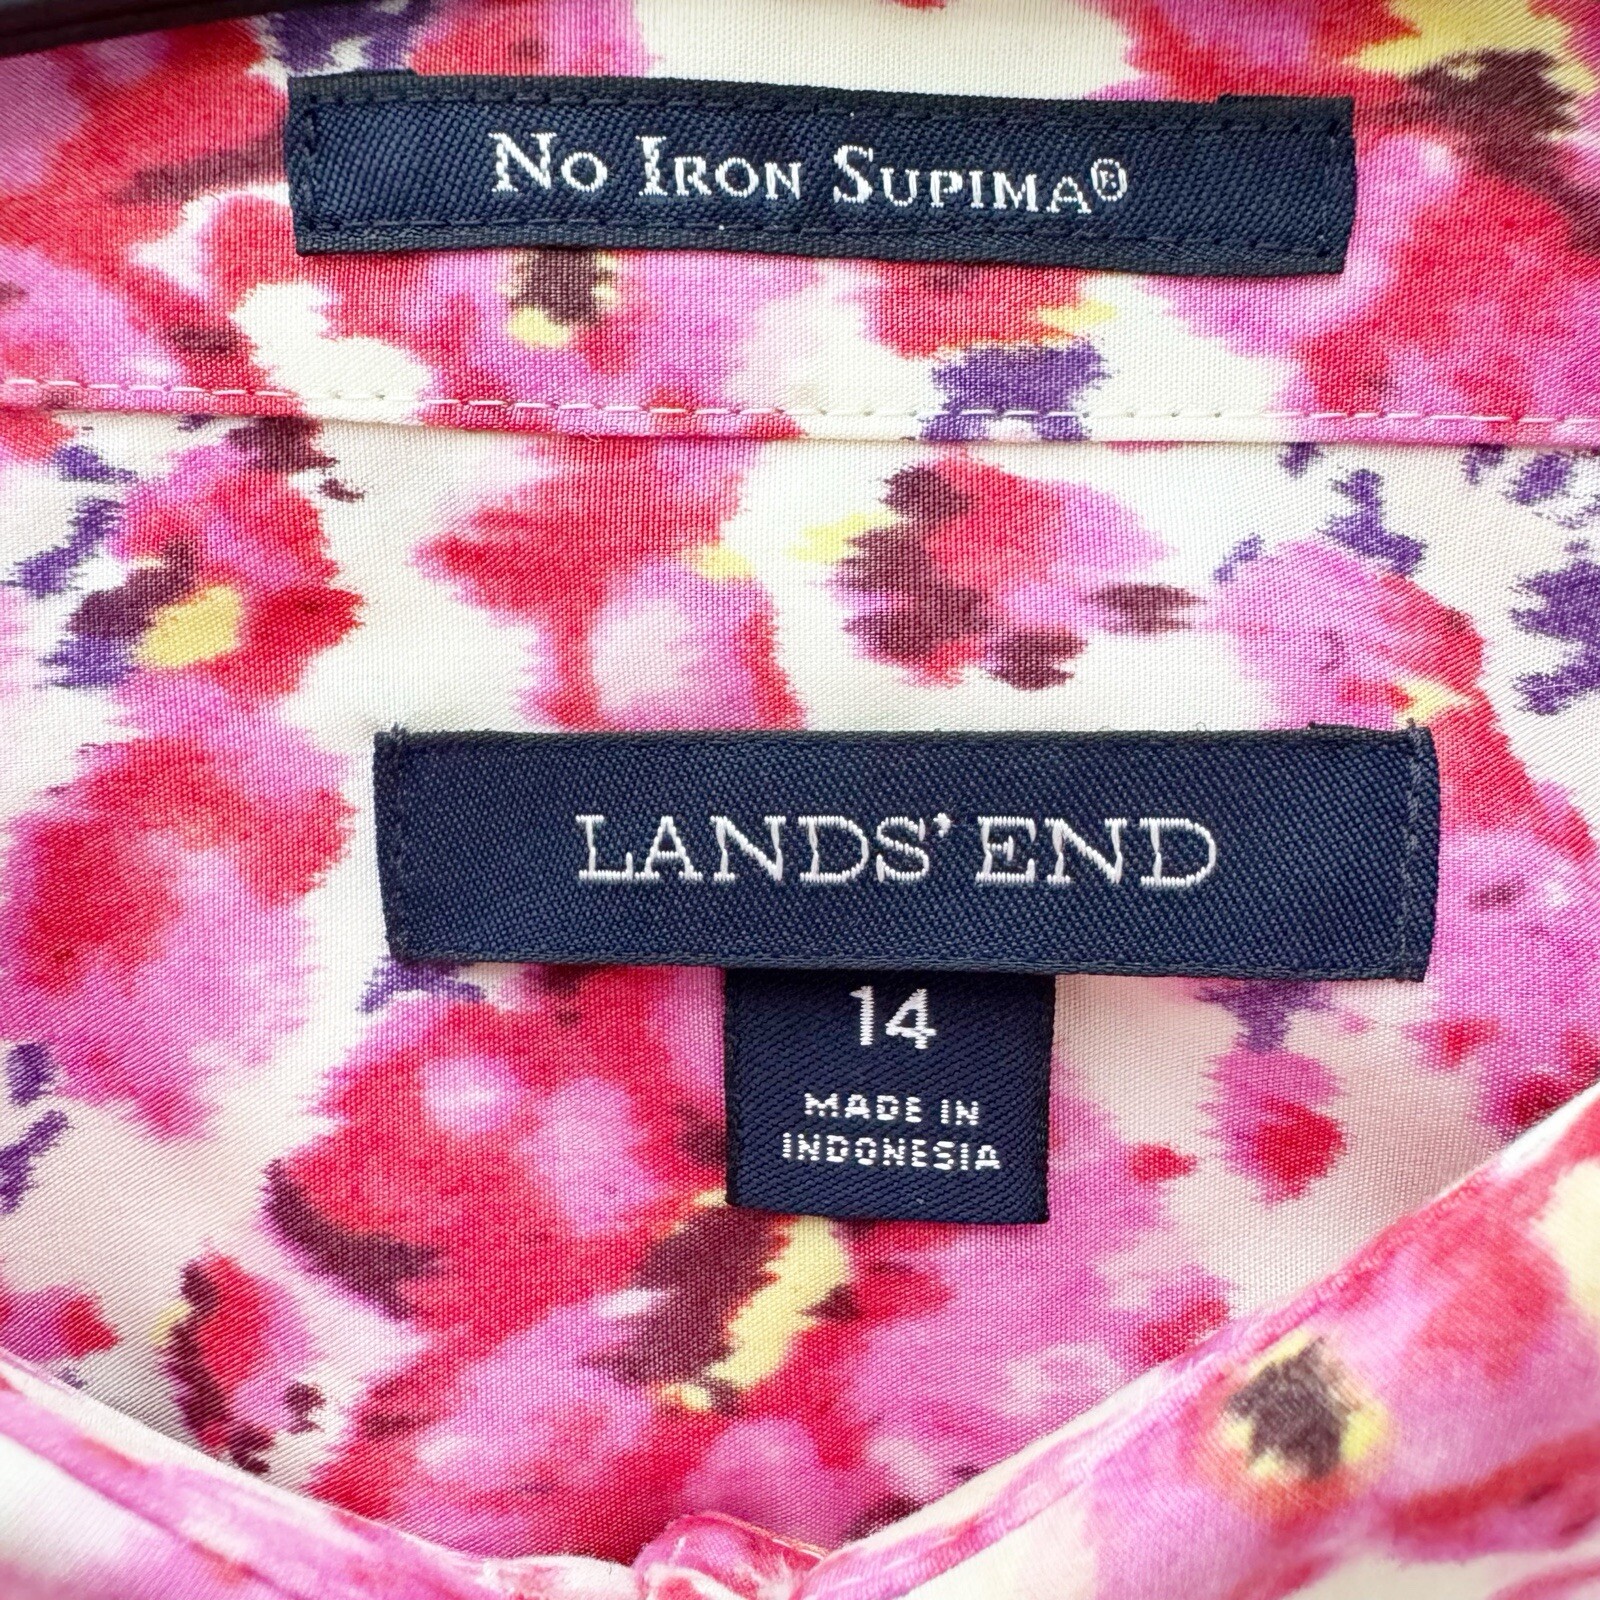 No Iron Supima®
LANDS' END
14
MADE IN
INDONESIA